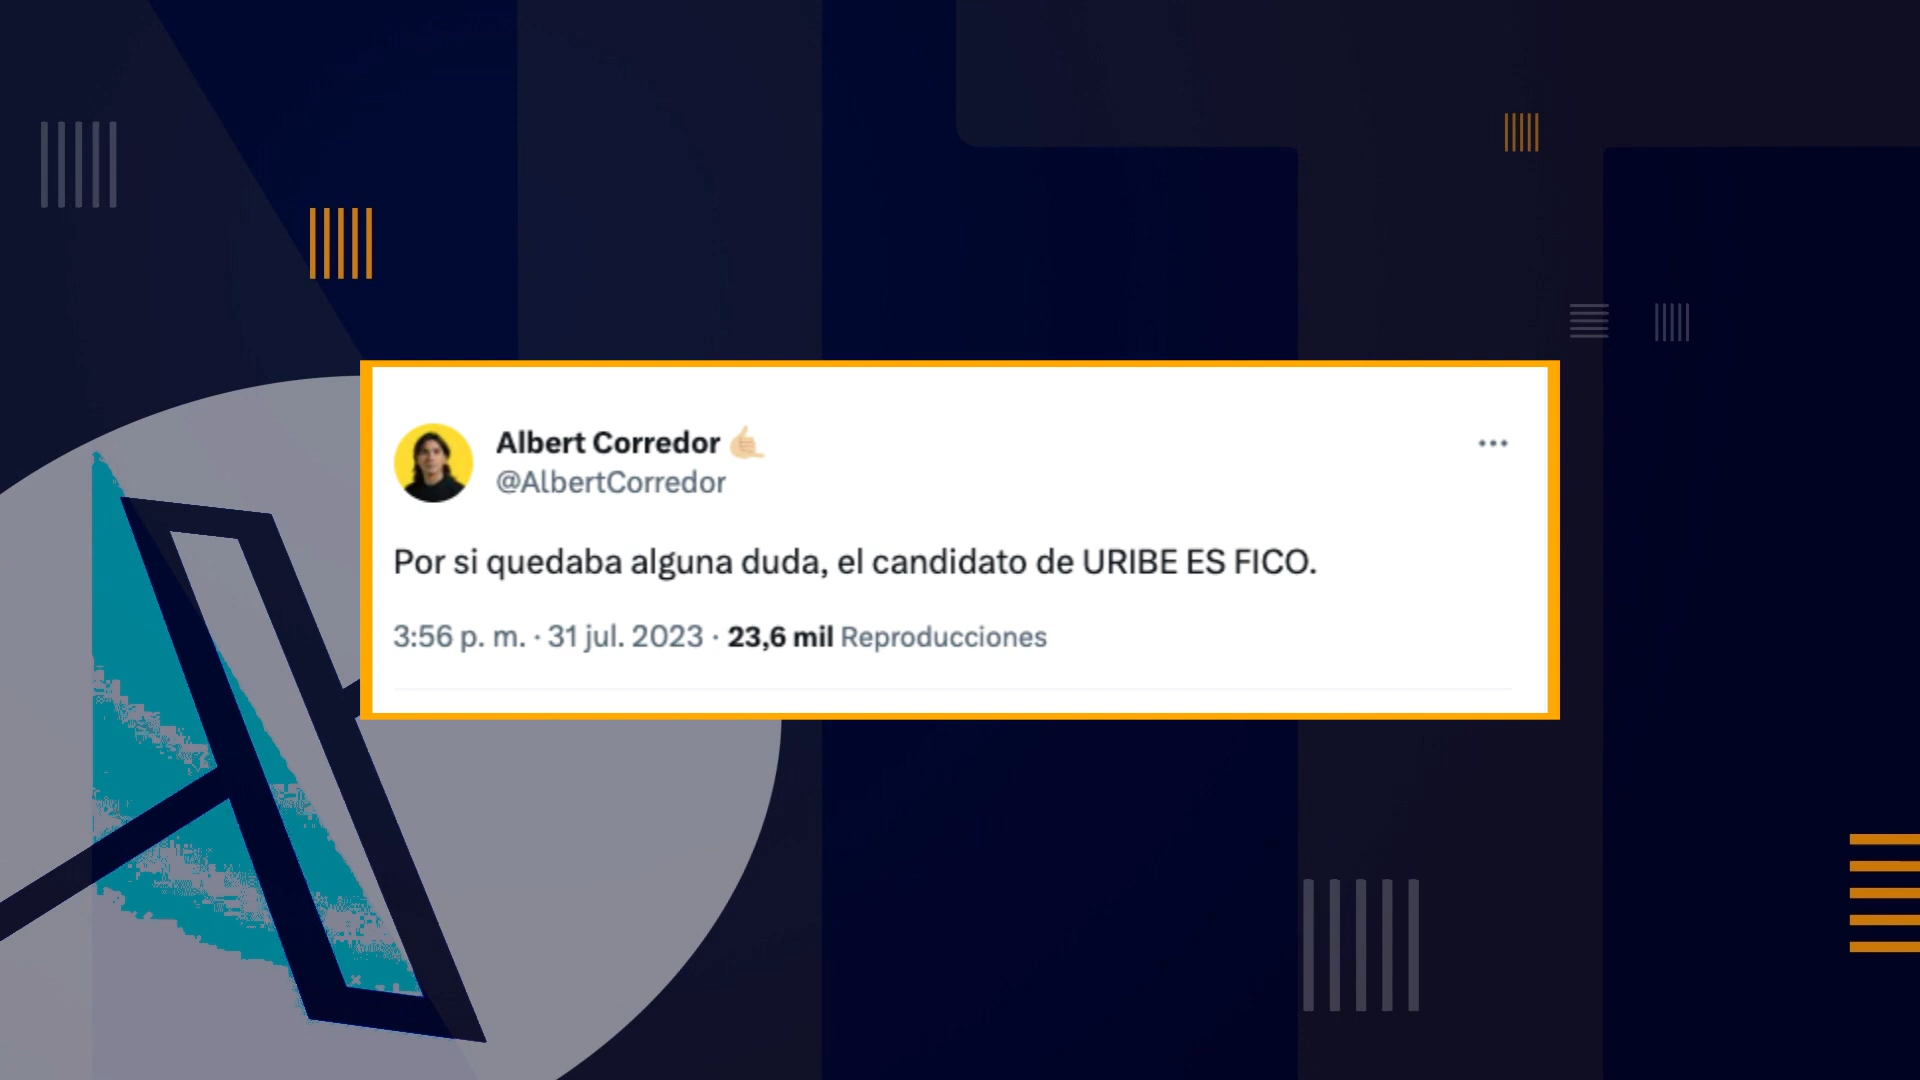 Albert Corredor 🤙🏼
@AlbertCorredor
Por si quedaba alguna duda, el candidato de URIBE ES FICO.
3:56 p. m. · 31 jul. 2023 · 23,6 mil Reproducciones